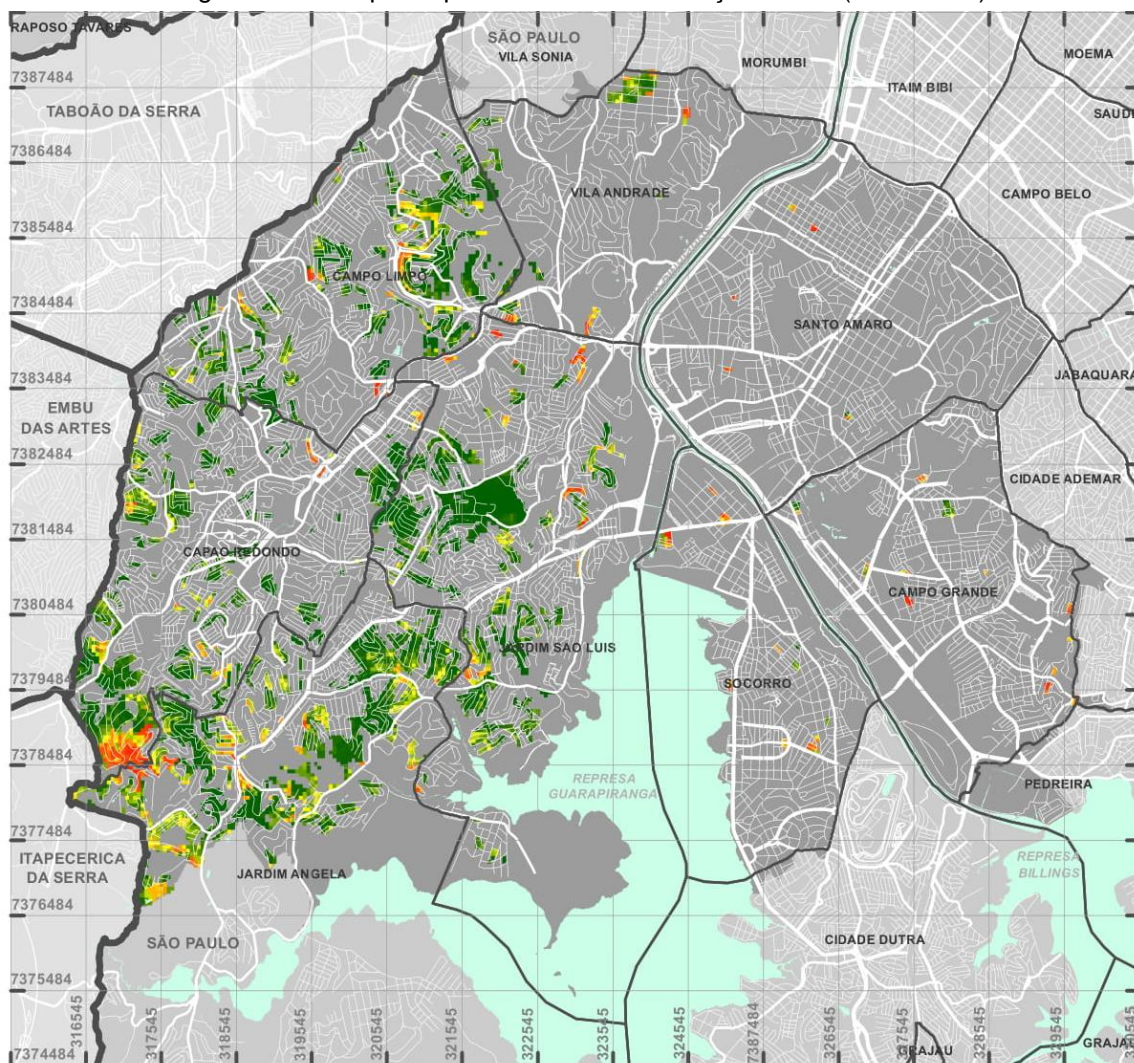 RAPOSO TAVARES
SÃO PAULO
VILA SONIA
MORUMBI
MOEMA
7387484
ITAIM BIBI
TABOÃO DA SERRA
7386484
VILA ANDRADE
CAMPO BELO
7385484
CAMPO LIMPO
7384484
SANTO AMARO
7383484
JABAQUARA
EMBU
DAS ARTES
7382484
CIDADE ADEMAR
7381484
CAPAO REDONDO
CAMPO GRANDE
7380484
JARDIM SAO LUIS
7379484
SOCORRO
7378484
REPRESA
GUARAPIRANGA
PEDREIRA
7377484
ITAPECERICA
DA SERRA
REPRESA
BILLINGS
JARDIM ANGELA
7376484
SÃO PAULO
CIDADE DUTRA
7375484
7374484
316545
317545
318545
319545
320545
321545
322545
323545
324545
7387484
326545
327545
328545
329545
GRAJAU